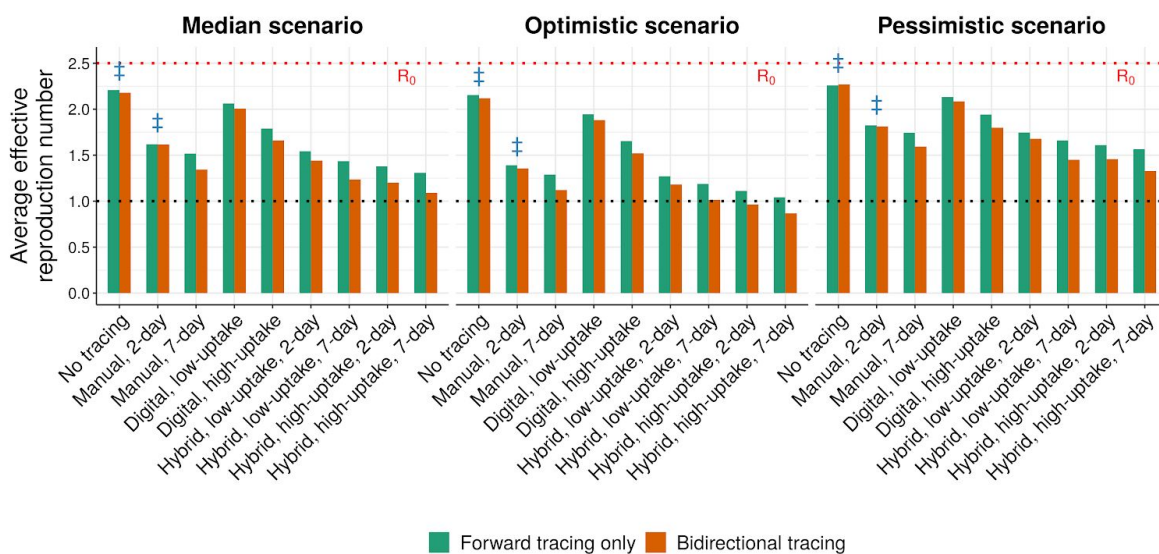 Median scenario
Optimistic scenario
Pessimistic scenario
Average effective
reproduction number
2.5
2.0
1.5
1.0
0.5
0.0
‡
‡
R0
‡
‡
R0
‡
‡
R0
No tracing
Manual, 2-day
Manual, 7-day
Digital, low-uptake
Digital, high-uptake
Hybrid, low-uptake, 2-day
Hybrid, low-uptake, 7-day
Hybrid, high-uptake, 2-day
Hybrid, high-uptake, 7-day
No tracing
Manual, 2-day
Manual, 7-day
Digital, low-uptake
Digital, high-uptake
Hybrid, low-uptake, 2-day
Hybrid, low-uptake, 7-day
Hybrid, high-uptake, 2-day
Hybrid, high-uptake, 7-day
No tracing
Manual, 2-day
Manual, 7-day
Digital, low-uptake
Digital, high-uptake
Hybrid, low-uptake, 2-day
Hybrid, low-uptake, 7-day
Hybrid, high-uptake, 2-day
Hybrid, high-uptake, 7-day
Forward tracing only
Bidirectional tracing